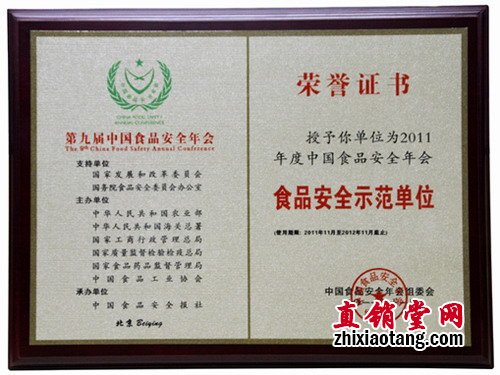 CHINA FOOD SAFETY
ANNUAL CONFERENCE
第九届中国食品安全年会
The 9th China Food Safety Annual Conference
支持单位
国家发展和改革委员会
国务院食品安全委员会办公室
主办单位
中华人民共和国农业部
中华人民共和国海关总署
国家工商行政管理总局
国家质量监督检验检疫总局
国家食品药品监督管理局
中国食品工业协会
承办单位
中国食品安全报社
北京 Beijing
荣誉证书
授予你单位为2011
年度中国食品安全年会
食品安全示范单位
(使用期限：2011年11月至2012年11月截止)
中国食品安全年会组委会
直销堂网
zhixiaotang.com